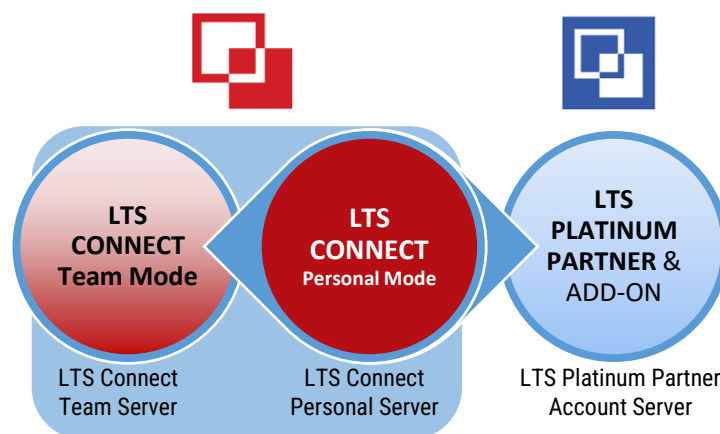 LTS
CONNECT
Team Mode
LTS
CONNECT
Personal Mode
LTS
PLATINUM
PARTNER &
ADD-ON
LTS Connect
Team Server
LTS Connect
Personal Server
LTS Platinum Partner
Account Server